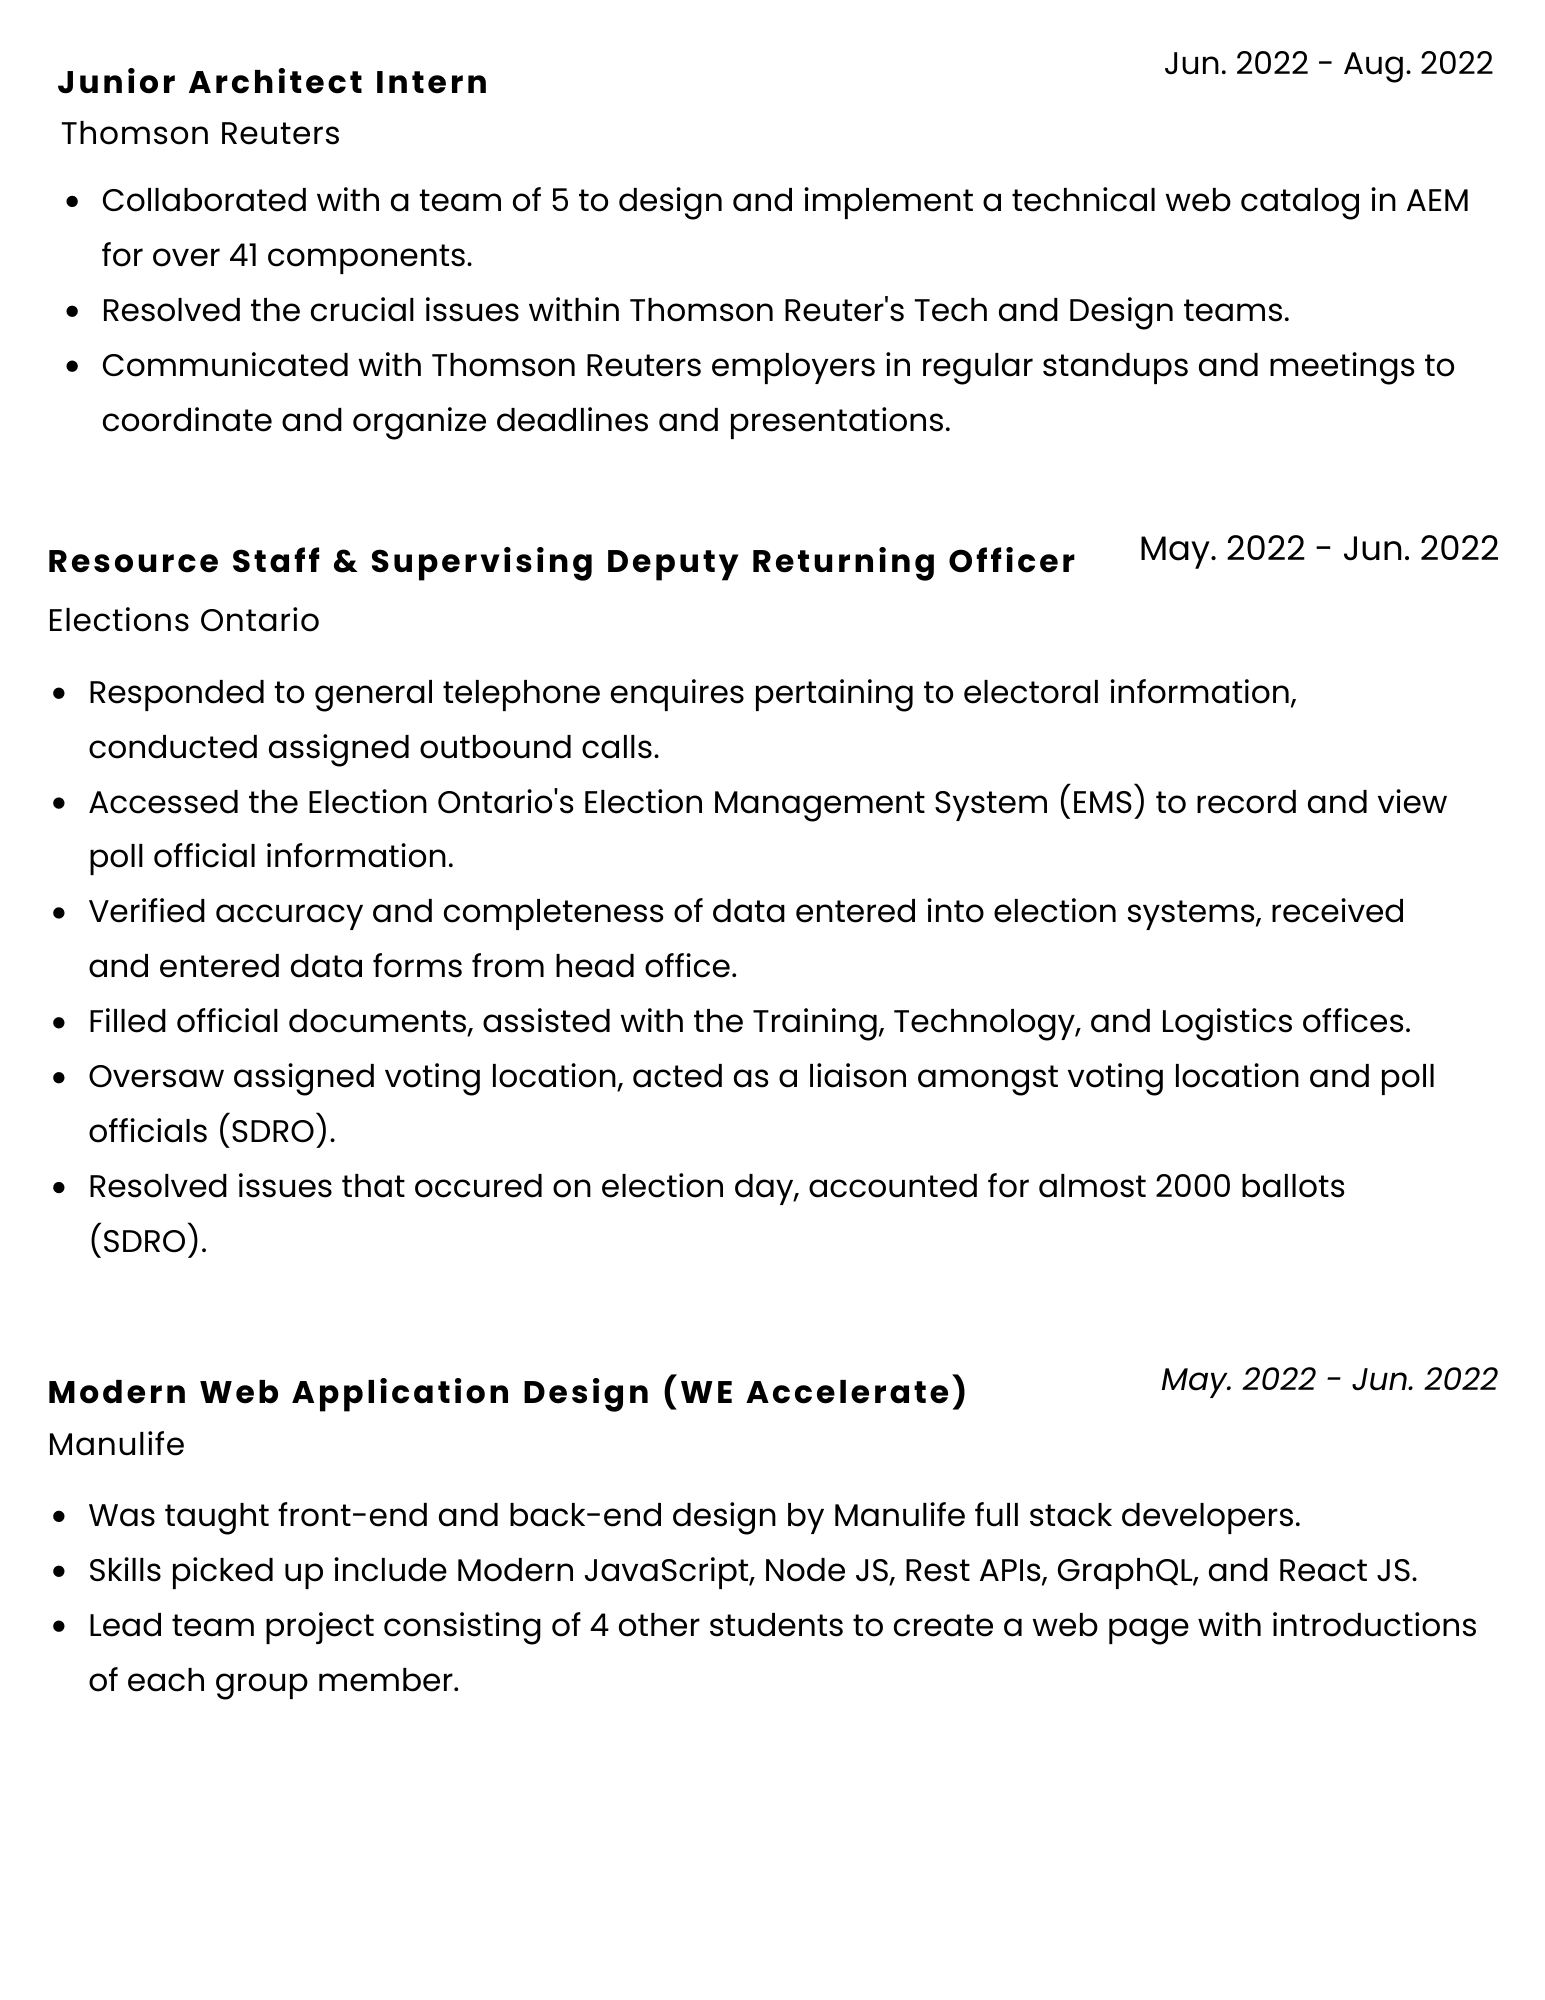 Junior Architect Intern
Jun. 2022 - Aug. 2022
Thomson Reuters
• Collaborated with a team of 5 to design and implement a technical web catalog in AEM
for over 41 components.
• Resolved the crucial issues within Thomson Reuter's Tech and Design teams.
• Communicated with Thomson Reuters employers in regular standups and meetings to
coordinate and organize deadlines and presentations.
Resource Staff & Supervising Deputy Returning Officer
May. 2022 - Jun. 2022
Elections Ontario
• Responded to general telephone enquires pertaining to electoral information,
conducted assigned outbound calls.
• Accessed the Election Ontario's Election Management System (EMS) to record and view
poll official information.
• Verified accuracy and completeness of data entered into election systems, received
and entered data forms from head office.
• Filled official documents, assisted with the Training, Technology, and Logistics offices.
• Oversaw assigned voting location, acted as a liaison amongst voting location and poll
officials (SDRO).
• Resolved issues that occured on election day, accounted for almost 2000 ballots
(SDRO).
Modern Web Application Design (WE Accelerate)
May. 2022 - Jun. 2022
Manulife
• Was taught front-end and back-end design by Manulife full stack developers.
• Skills picked up include Modern JavaScript, Node JS, Rest APIs, GraphQL, and React JS.
• Lead team project consisting of 4 other students to create a web page with introductions
of each group member.